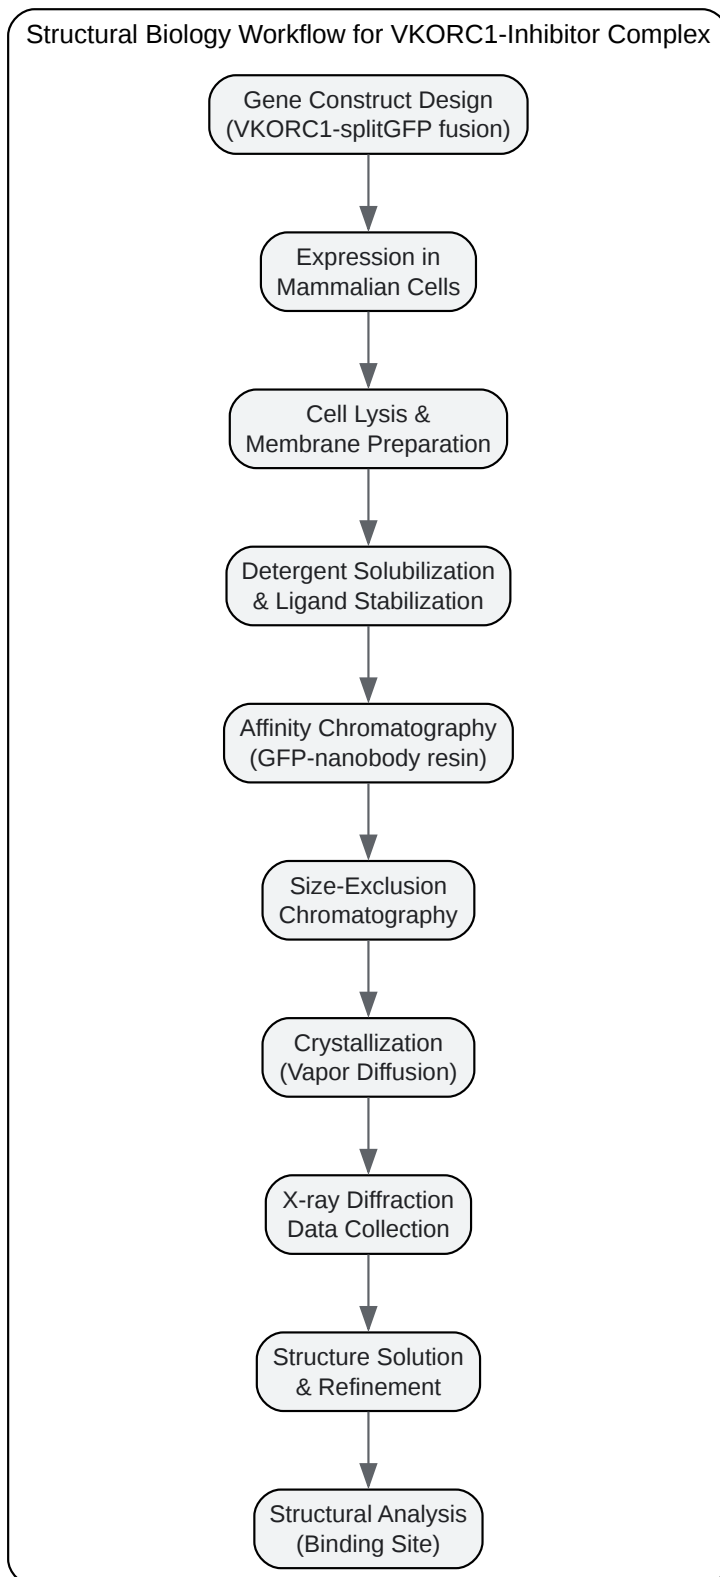 Structural Biology Workflow for VKORC1-Inhibitor Complex
Gene Construct Design
(VKORC1-splitGFP fusion)
Expression in
Mammalian Cells
Cell Lysis &
Membrane Preparation
Detergent Solubilization
& Ligand Stabilization
Affinity Chromatography
(GFP-nanobody resin)
Size-Exclusion
Chromatography
Crystallization
(Vapor Diffusion)
X-ray Diffraction
Data Collection
Structure Solution
& Refinement
Structural Analysis
(Binding Site)